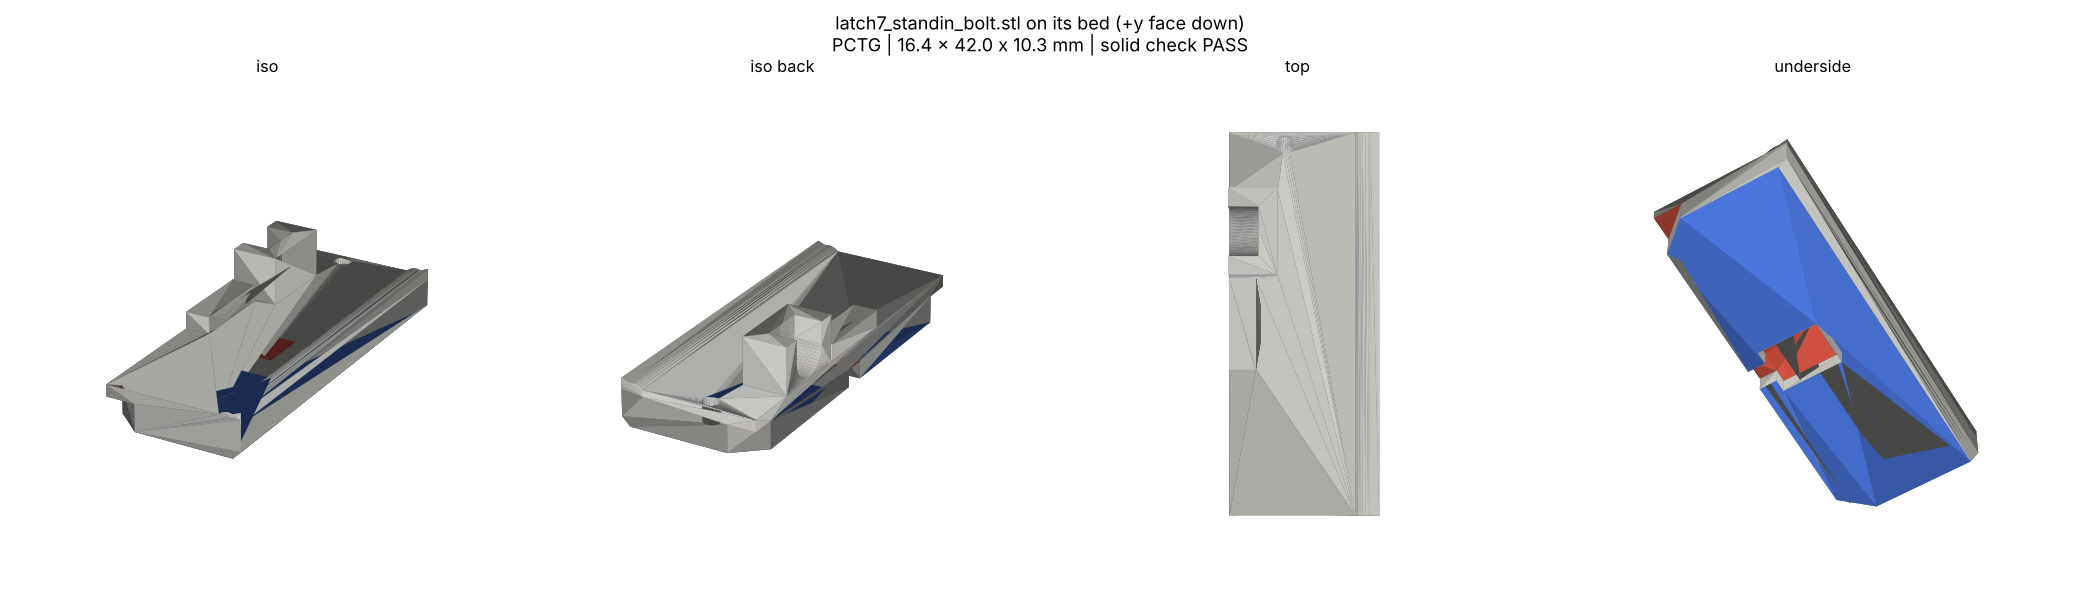 latch7_standin_bolt.stl on its bed (+y face down)
PCTG | 16.4 × 42.0 x 10.3 mm | solid check PASS
iso
iso back
top
underside